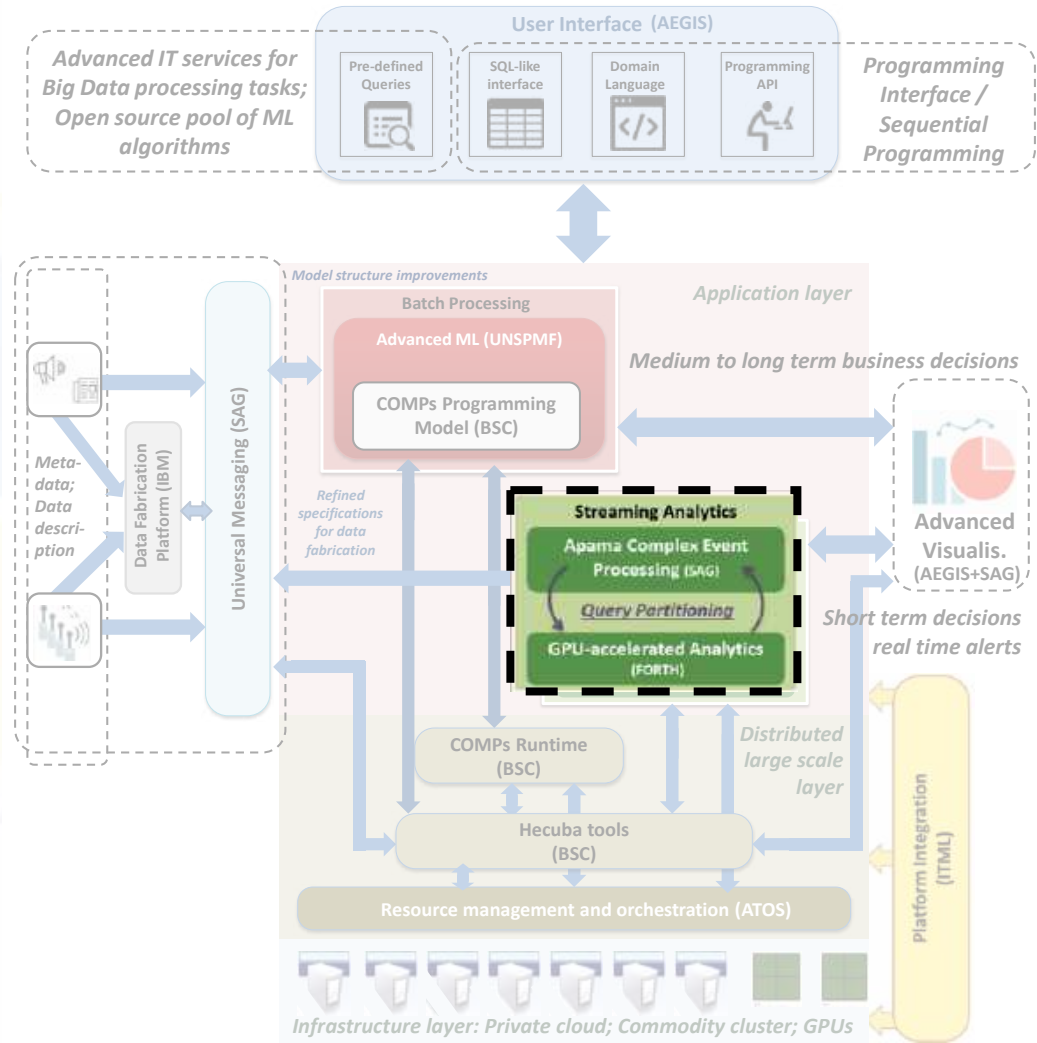 User Interface (AEGIS)
Advanced IT services for
Big Data processing tasks;
Open source pool of ML
algorithms
Pre-defined
Queries
SQL-like
interface
Domain
Language
Programming
API
Programming
Interface /
Sequential
Programming
Model structure improvements
Batch Processing
Application layer
Advanced ML (UNSPMF)
COMPs Programming
Model (BSC)
Medium to long term business decisions
Meta-
data;
Data
descri-
ption
Data Fabrication
Platform (IBM)
Universal Messaging (SAG)
Refined
specifications
for data
fabrication
Streaming Analytics
Apama Complex Event
Processing (SAG)
Query Partitioning
GPU-accelerated Analytics
(FORTH)
Advanced
Visualis.
(AEGIS+SAG)
Short term decisions
real time alerts
COMPs Runtime
(BSC)
Distributed
large scale
layer
Hecuba tools
(BSC)
Platform Integration
(ITML)
Resource management and orchestration (ATOS)
Infrastructure layer: Private cloud; Commodity cluster; GPUs